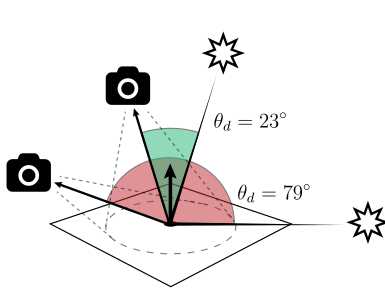 θ_d = 23°
θ_d = 79°